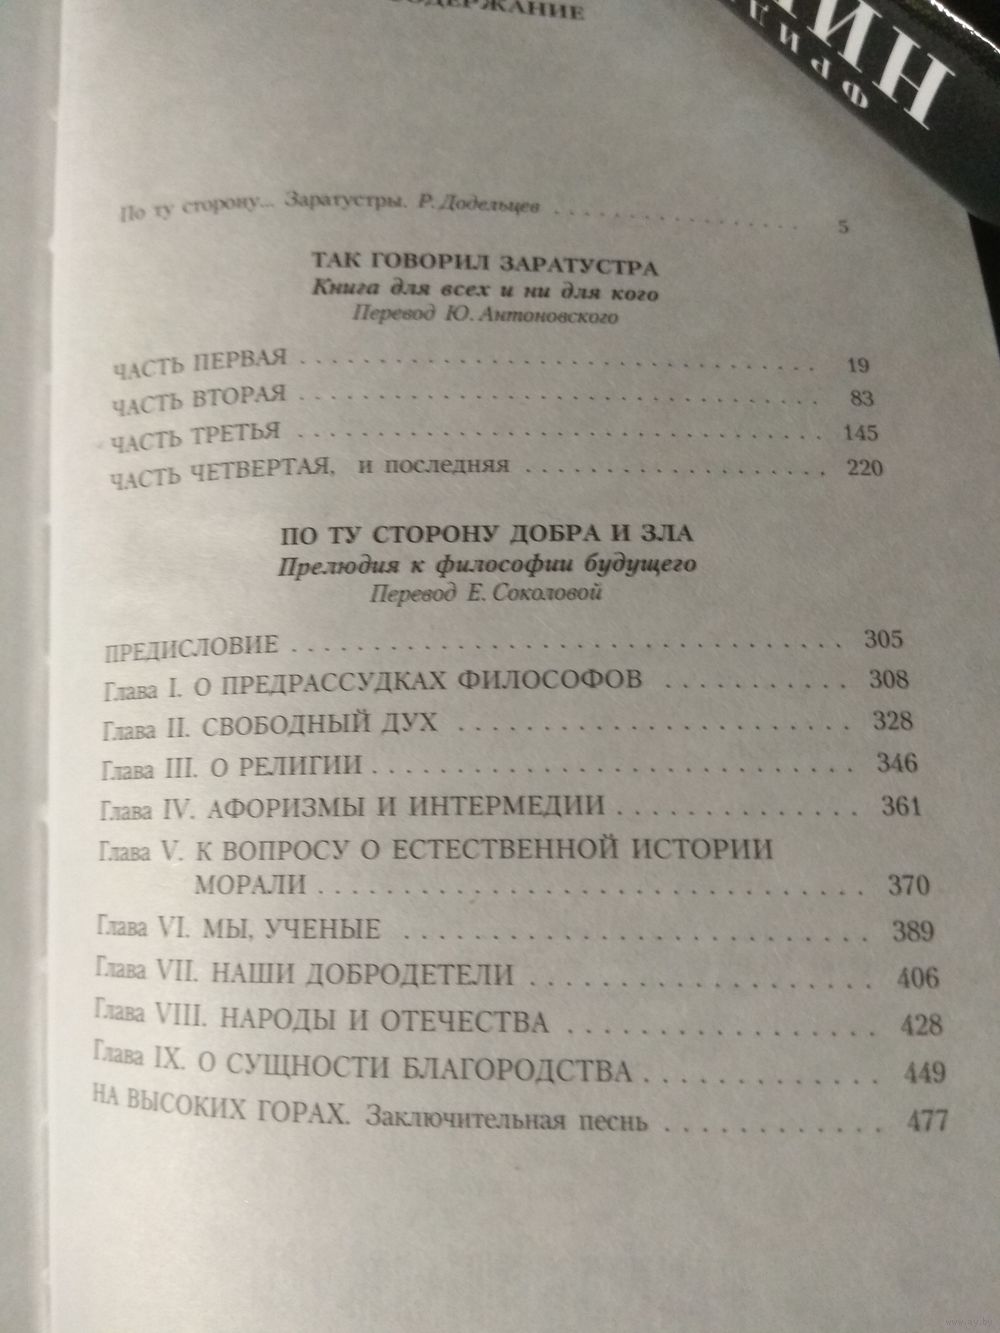 СОДЕРЖАНИЕ
По ту сторону... Заратустры. Р. Додельцев . . . . . . . . . . . . . . . . 5
ТАК ГОВОРИЛ ЗАРАТУСТРА
Книга для всех и ни для кого
Перевод Ю. Антоновского
ЧАСТЬ ПЕРВАЯ . . . . . . . . . . . . . . . . 19
ЧАСТЬ ВТОРАЯ . . . . . . . . . . . . . . . . 83
ЧАСТЬ ТРЕТЬЯ . . . . . . . . . . . . . . . . 145
ЧАСТЬ ЧЕТВЕРТАЯ, и последняя . . . . . . . . . . . . . . . . 220
ПО ТУ СТОРОНУ ДОБРА И ЗЛА
Прелюдия к философии будущего
Перевод Е. Соколовой
ПРЕДИСЛОВИЕ . . . . . . . . . . . . . . . . 305
Глава I. О ПРЕДРАССУДКАХ ФИЛОСОФОВ . . . . . . . . . . 308
Глава II. СВОБОДНЫЙ ДУХ . . . . . . . . . . . . . . . . 328
Глава III. О РЕЛИГИИ . . . . . . . . . . . . . . . . 346
Глава IV. АФОРИЗМЫ И ИНТЕРМЕДИИ . . . . . . . . . . . . 361
Глава V. К ВОПРОСУ О ЕСТЕСТВЕННОЙ ИСТОРИИ
МОРАЛИ . . . . . . . . . . . . . . . . 370
Глава VI. МЫ, УЧЕНЫЕ . . . . . . . . . . . . . . . . 389
Глава VII. НАШИ ДОБРОДЕТЕЛИ . . . . . . . . . . . . . . . . 406
Глава VIII. НАРОДЫ И ОТЕЧЕСТВА . . . . . . . . . . . . . . 428
Глава IX. О СУЩНОСТИ БЛАГОРОДСТВА . . . . . . . . . . . . 449
НА ВЫСОКИХ ГОРАХ. Заключительная песнь . . . . . . . . . . . 477
www.ay.by